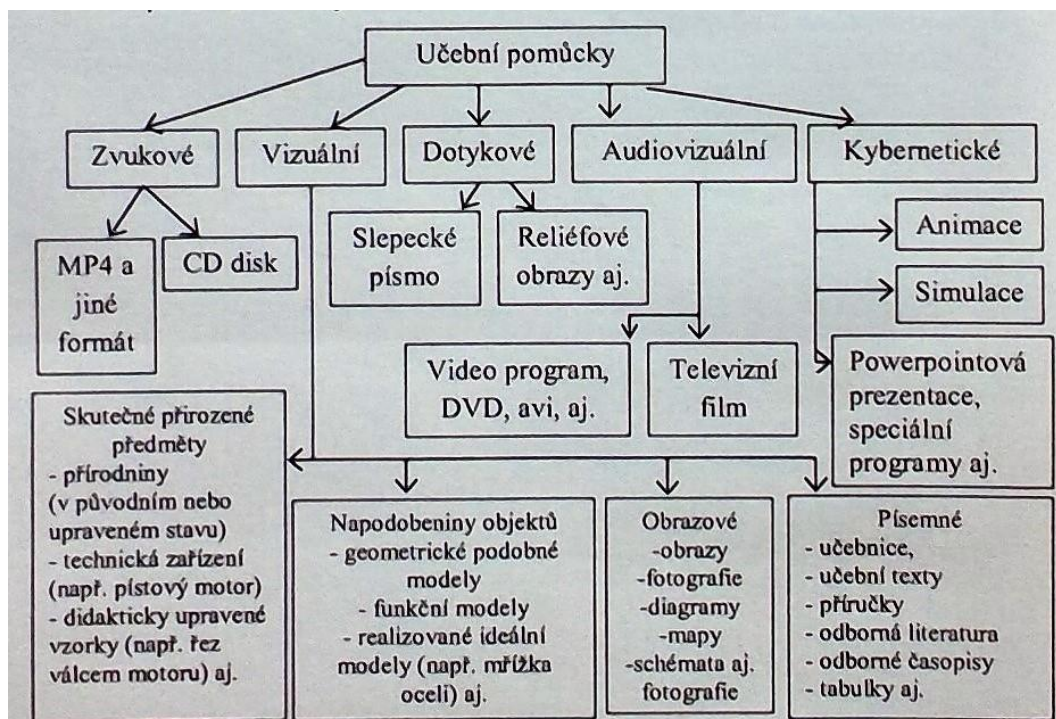 Učební pomůcky
Zvukové
Vizuální
Dotykové
Audiovizuální
Kybernetické
MP4 a
jiné
formát
CD disk
Slepecké
písmo
Reliéfové
obrazy aj.
Animace
Simulace
Video program,
DVD, avi, aj.
Televizní
film
Powerpointová
prezentace,
speciální
programy aj.
Skutečné přirozené
předměty
- přírodniny
(v původním nebo
upraveném stavu)
- technická zařízení
(např. pístový motor)
- didakticky upravené
vzorky (např. řez
válcem motoru) aj.
Napodobeniny objektů
- geometrické podobné
modely
- funkční modely
- realizované ideální
modely (např. mřížka
oceli) aj.
Obrazové
-obrazy
-fotografie
-diagramy
-mapy
-schémata aj.
fotografie
Písemné
- učebnice,
- učební texty
- příručky
- odborná literatura
- odborné časopisy
- tabulky aj.